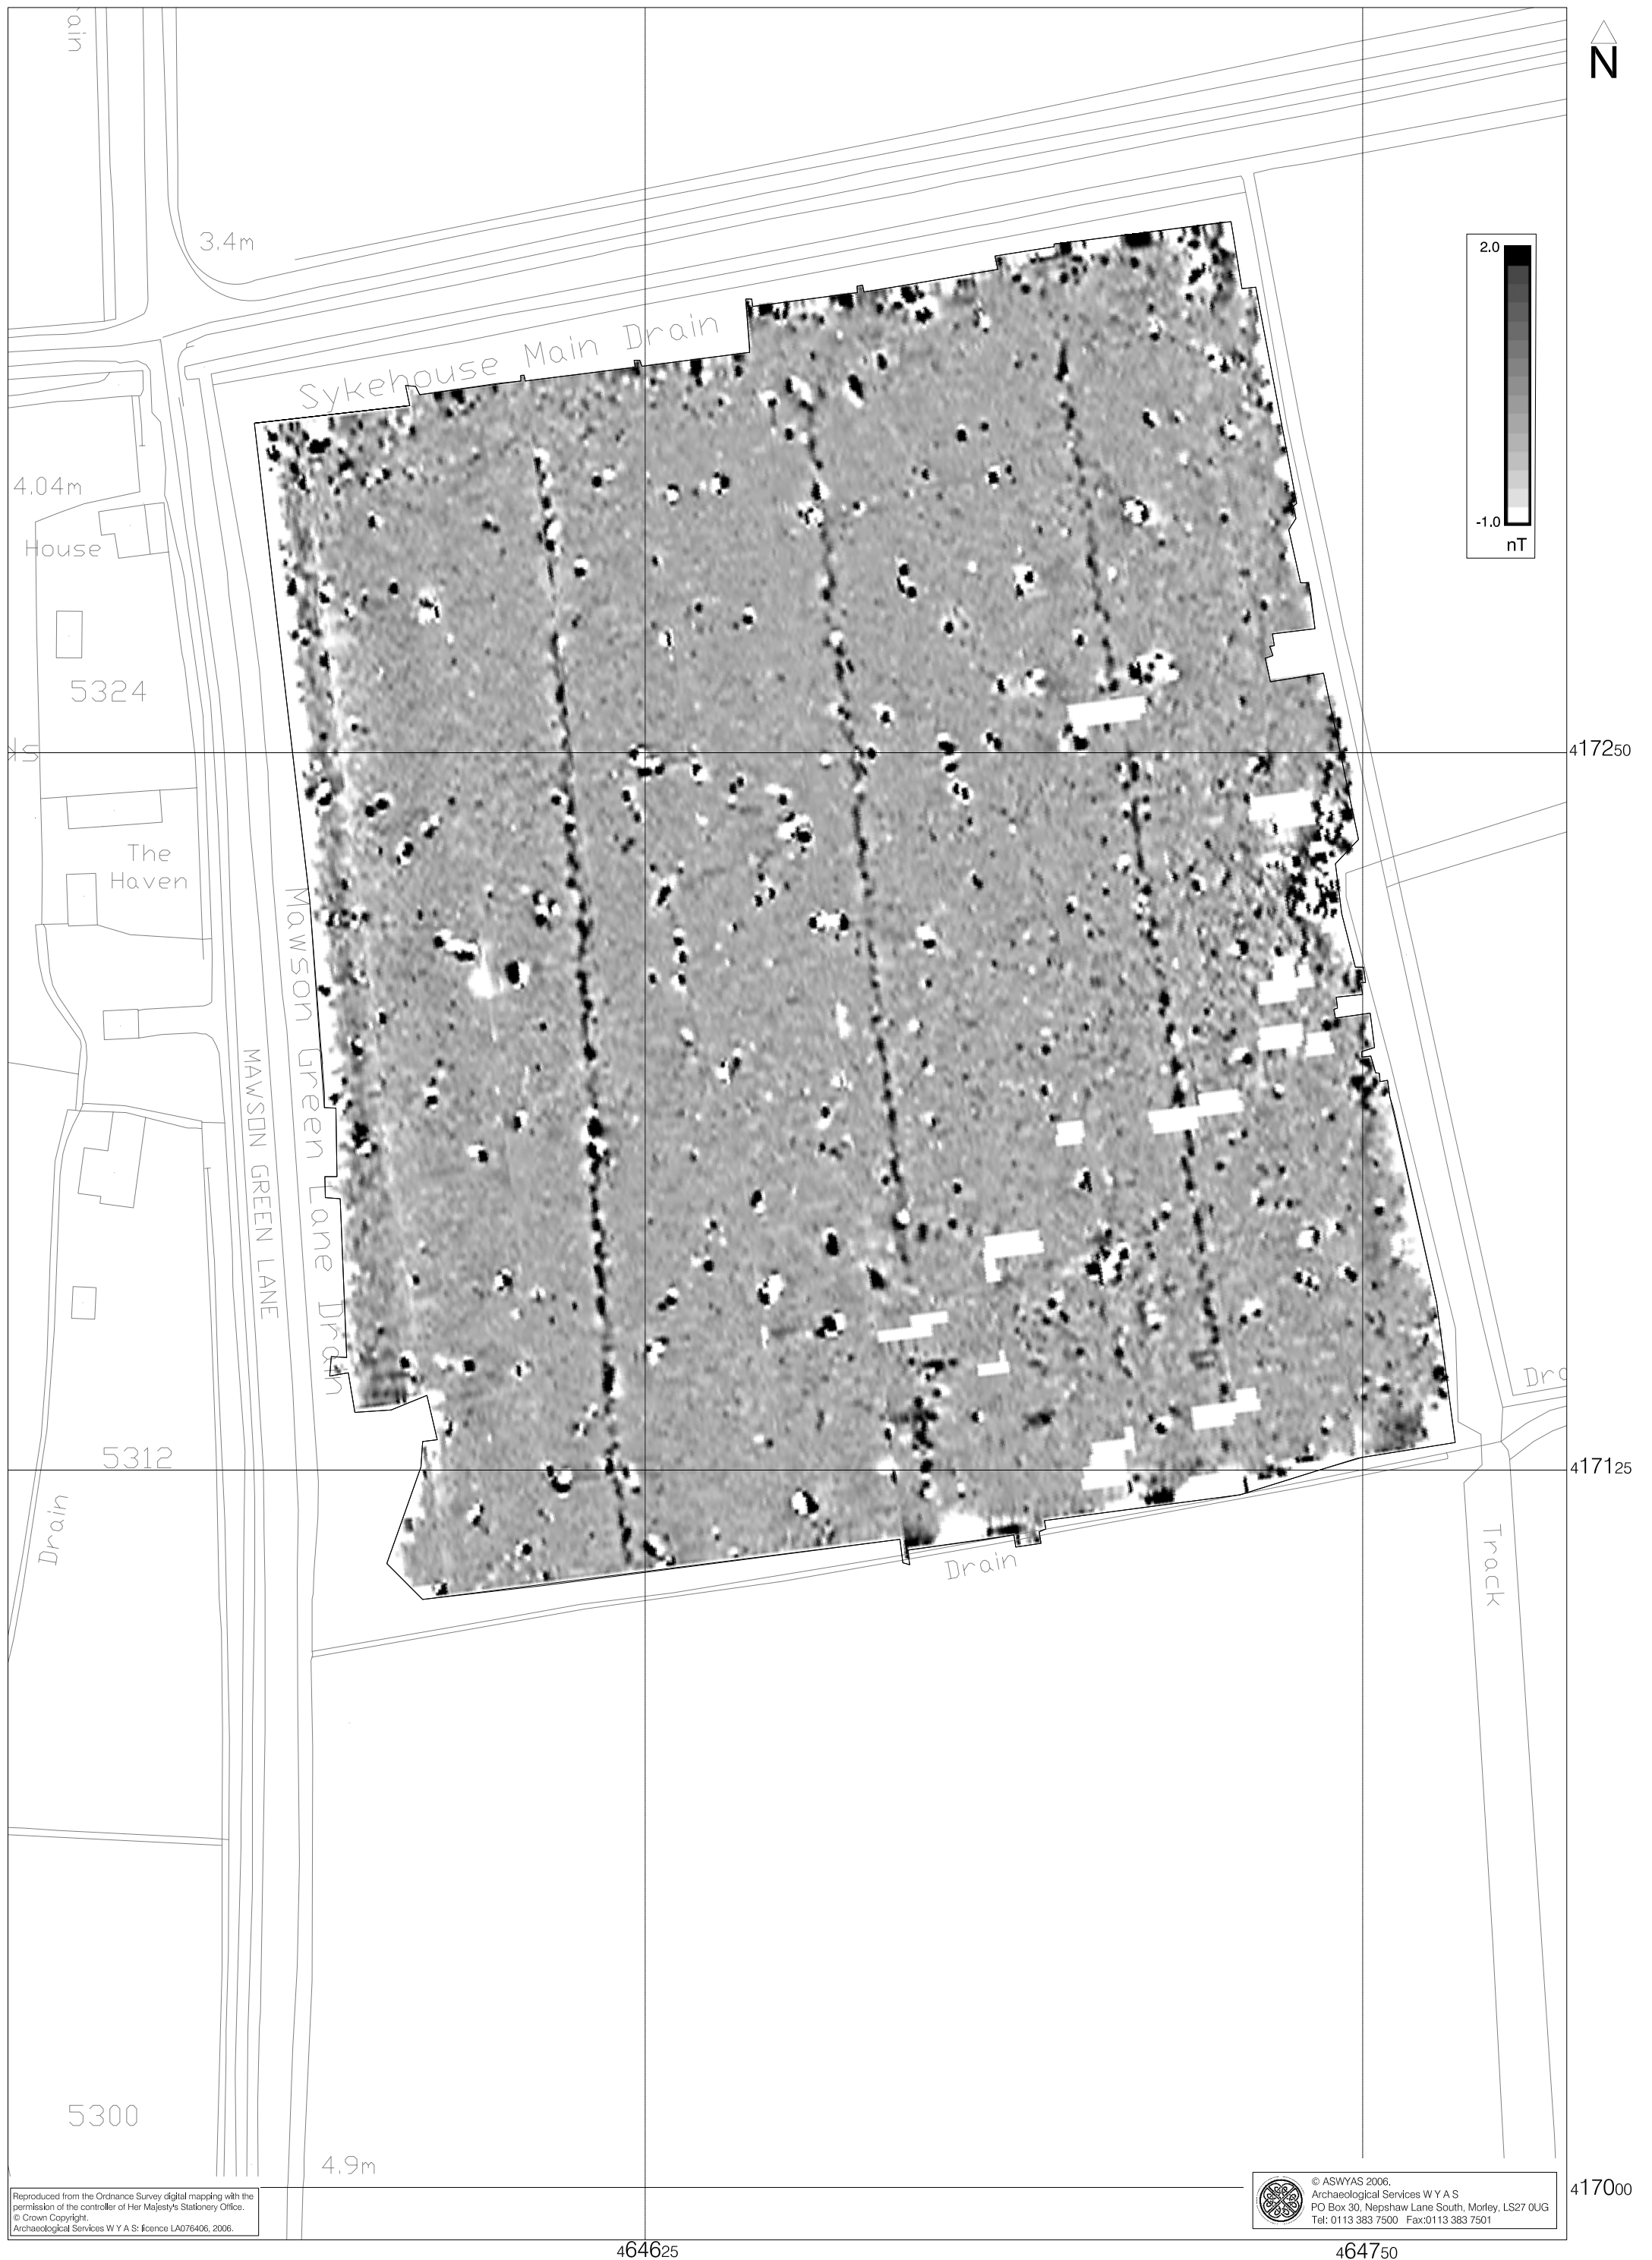 ain
N
3.4m
2.0
Sykehouse Main Drain
4.04m
-1.0
nT
House
5324
417250
The
Haven
Mawson Green Lane Drain
MAWSON GREEN LANE
Dra
5312
417125
Drain
Drain
Track
5300
4.9m
Reproduced from the Ordnance Survey digital mapping with the
permission of the controller of Her Majesty's Stationery Office.
© Crown Copyright.
Archaeological Services W Y A S: licence LA076406, 2006.
© ASWYAS 2006.
Archaeological Services W Y A S
PO Box 30, Nepshaw Lane South, Morley, LS27 0UG
Tel: 0113 383 7500 Fax:0113 383 7501
417000
464625
464750